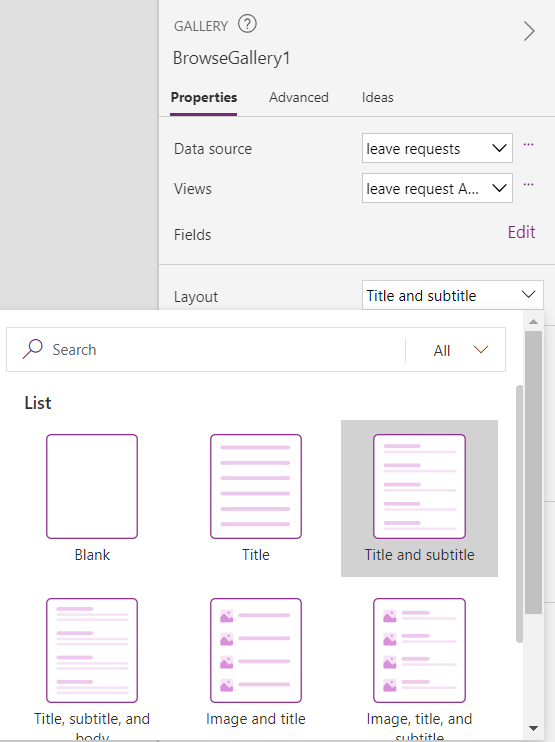 GALLERY ?
BrowseGallery1
Properties Advanced Ideas
Data source leave requests ...
Views leave request A... ...
Fields Edit
Layout Title and subtitle
Search All
List
Blank Title Title and subtitle
Title, subtitle, and Image and title Image, title, and
body subtitle